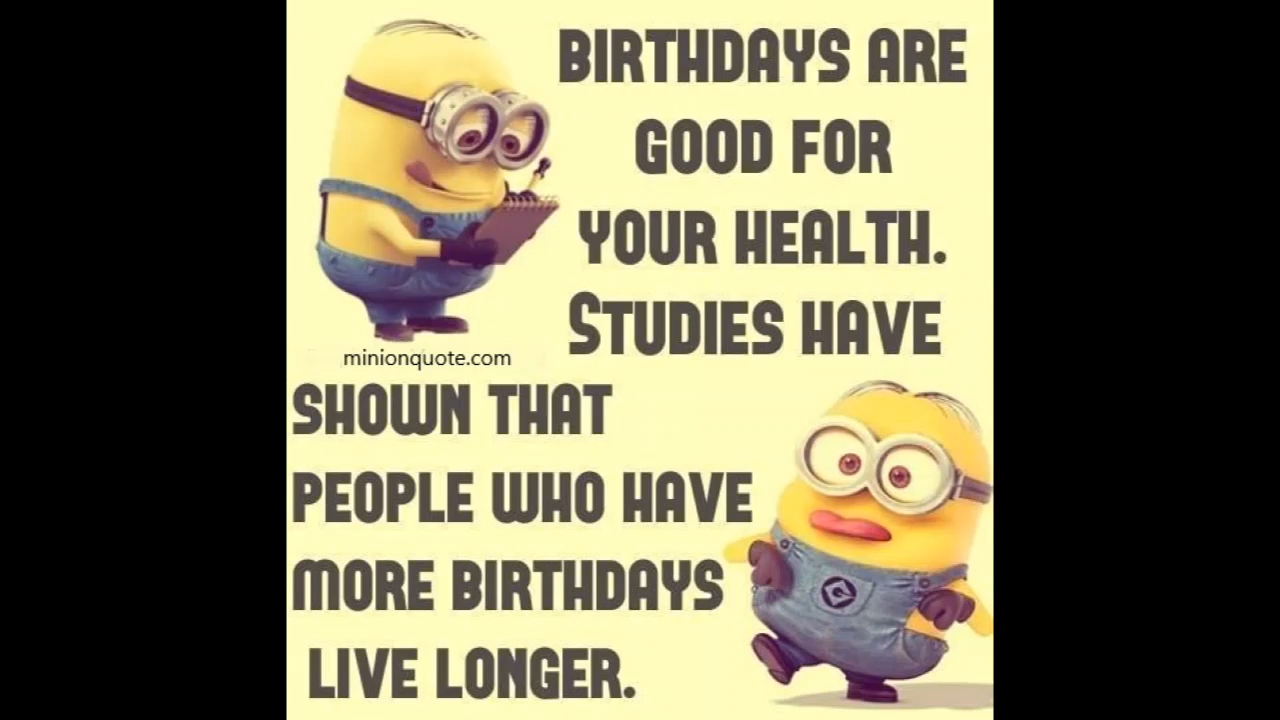 BIRTHDAYS ARE
GOOD FOR
YOUR HEALTH.
STUDIES HAVE
minionquote.com
SHOWN THAT
PEOPLE WHO HAVE
MORE BIRTHDAYS
LIVE LONGER.